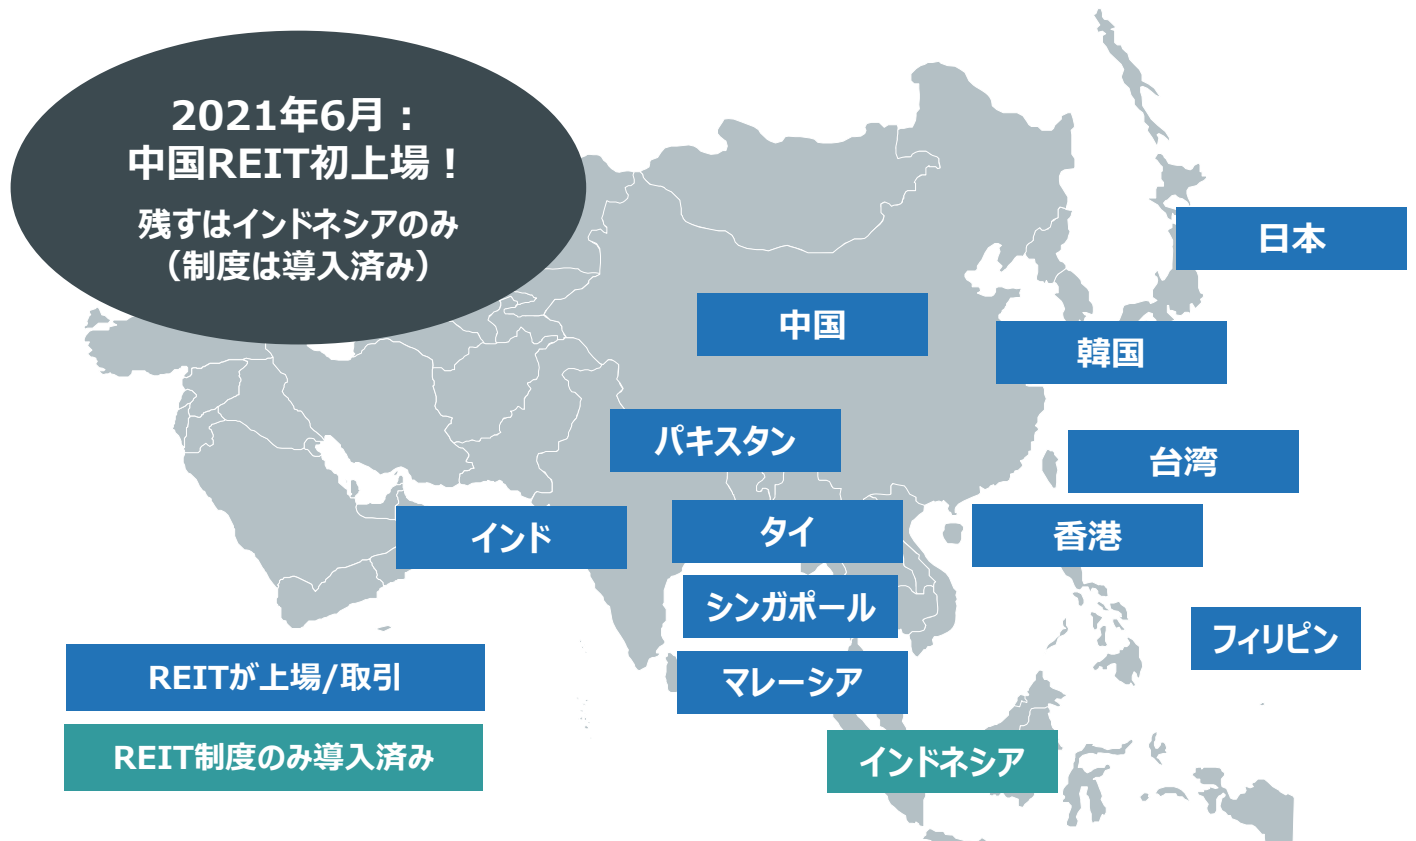 2021年6月：
中国REIT初上場！
残すはインドネシアのみ
（制度は導入済み）
日本
中国
韓国
パキスタン
台湾
インド
タイ
香港
シンガポール
フィリピン
マレーシア
インドネシア
REITが上場/取引
REIT制度のみ導入済み